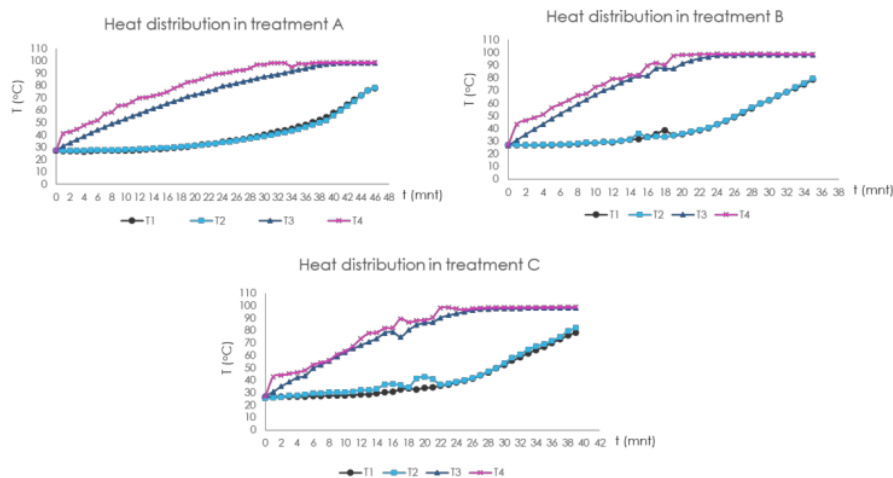 Heat distribution in treatment A
T (°C)
110
100
90
80
70
60
50
40
30
20
10
0
0 2 4 6 8 10 12 14 16 18 20 22 24 26 28 30 32 34 36 38 40 42 44 46 48
t (mnt)
T1 T2 T3 T4
Heat distribution in treatment B
T (°C)
110
100
90
80
70
60
50
40
30
20
10
0
0 2 4 6 8 10 12 14 16 18 20 22 24 26 28 30 32 34 36 38
t (mnt)
T1 T2 T3 T4
Heat distribution in treatment C
T (°C)
110
100
90
80
70
60
50
40
30
20
10
0
0 2 4 6 8 10 12 14 16 18 20 22 24 26 28 30 32 34 36 38 40 42
t (mnt)
T1 T2 T3 T4